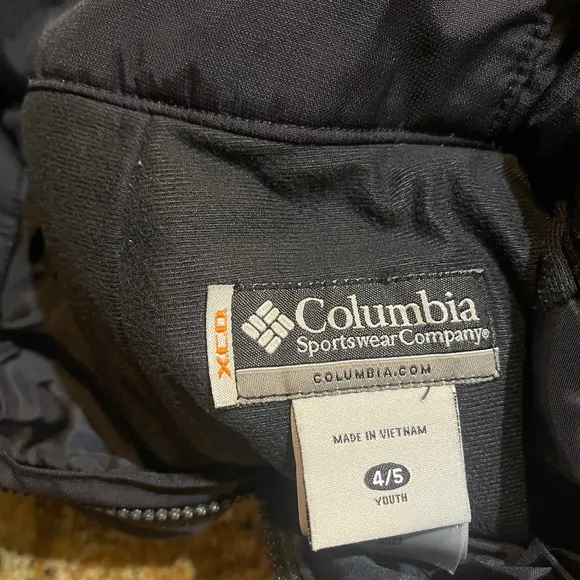 XCO
Columbia
Sportswear Company®
COLUMBIA.COM
MADE IN VIETNAM
4/5
YOUTH